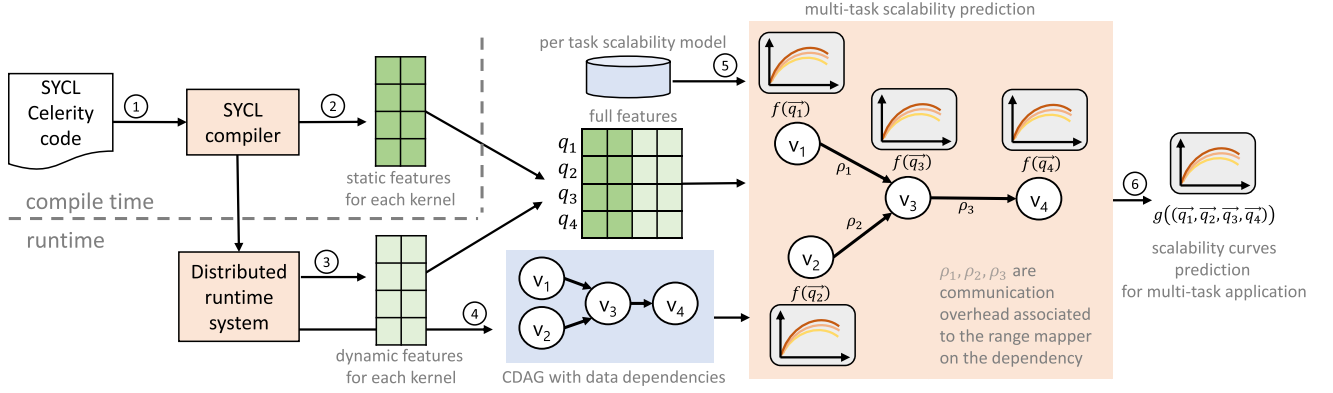 multi-task scalability prediction
SYCL
Celerity
code
1
SYCL
compiler
2
static features
for each kernel
compile time
runtime
Distributed
runtime
system
3
dynamic features
for each kernel
4
per task scalability model
5
full features
q1
q2
q3
q4
v1
v2
v3
v4
CDAG with data dependencies
f(q1⃗)
v1
ρ1
f(q3⃗)
v3
ρ2
v2
f(q2⃗)
ρ3
f(q4⃗)
v4
ρ1, ρ2, ρ3 are
communication
overhead associated
to the range mapper
on the dependency
6
g((q1⃗, q2⃗, q3⃗, q4⃗))
scalability curves
prediction
for multi-task application